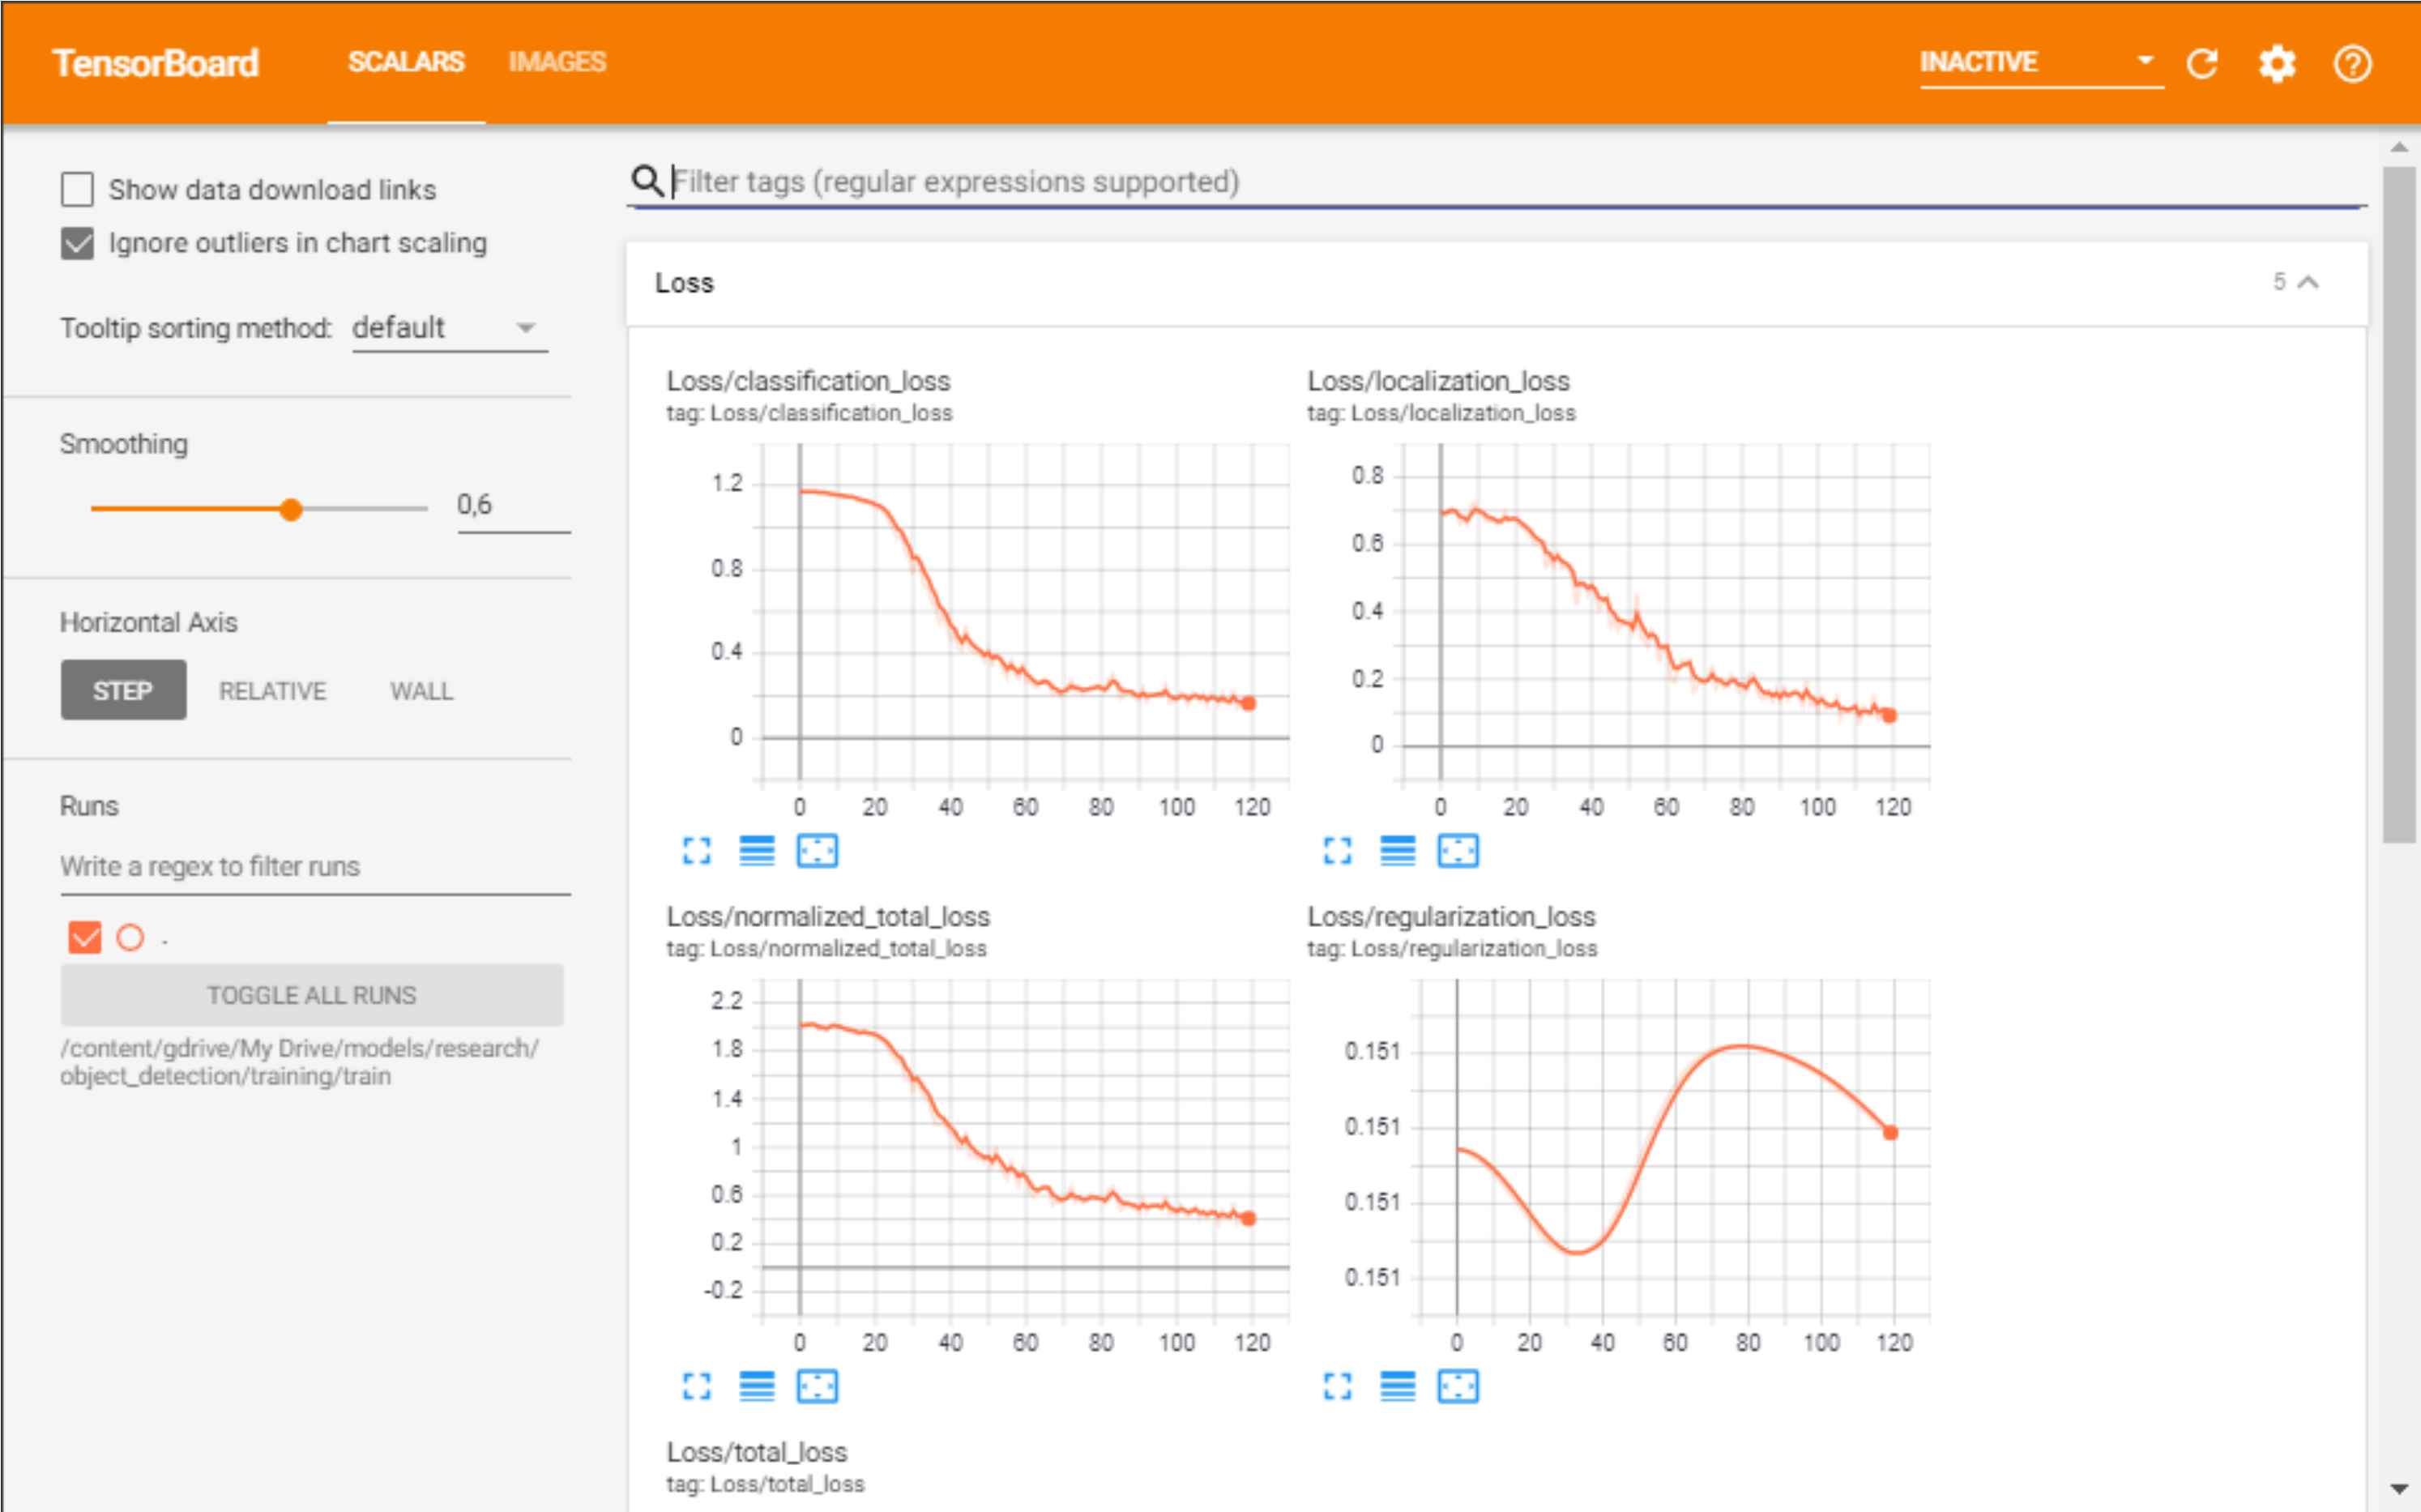 TensorBoard SCALARS IMAGES INACTIVE
Show data download links
Ignore outliers in chart scaling
Tooltip sorting method: default
Smoothing
0,6
Horizontal Axis
STEP RELATIVE WALL
Runs
Write a regex to filter runs
.
TOGGLE ALL RUNS
/content/gdrive/My Drive/models/research/
object_detection/training/train
Filter tags (regular expressions supported)
Loss 5
Loss/classification_loss
tag: Loss/classification_loss
1.2
0.8
0.4
0
0 20 40 60 80 100 120
Loss/localization_loss
tag: Loss/localization_loss
0.8
0.6
0.4
0.2
0
0 20 40 60 80 100 120
Loss/normalized_total_loss
tag: Loss/normalized_total_loss
2.2
1.8
1.4
1
0.6
0.2
-0.2
0 20 40 60 80 100 120
Loss/regularization_loss
tag: Loss/regularization_loss
0.151
0.151
0.151
0.151
0 20 40 60 80 100 120
Loss/total_loss
tag: Loss/total_loss